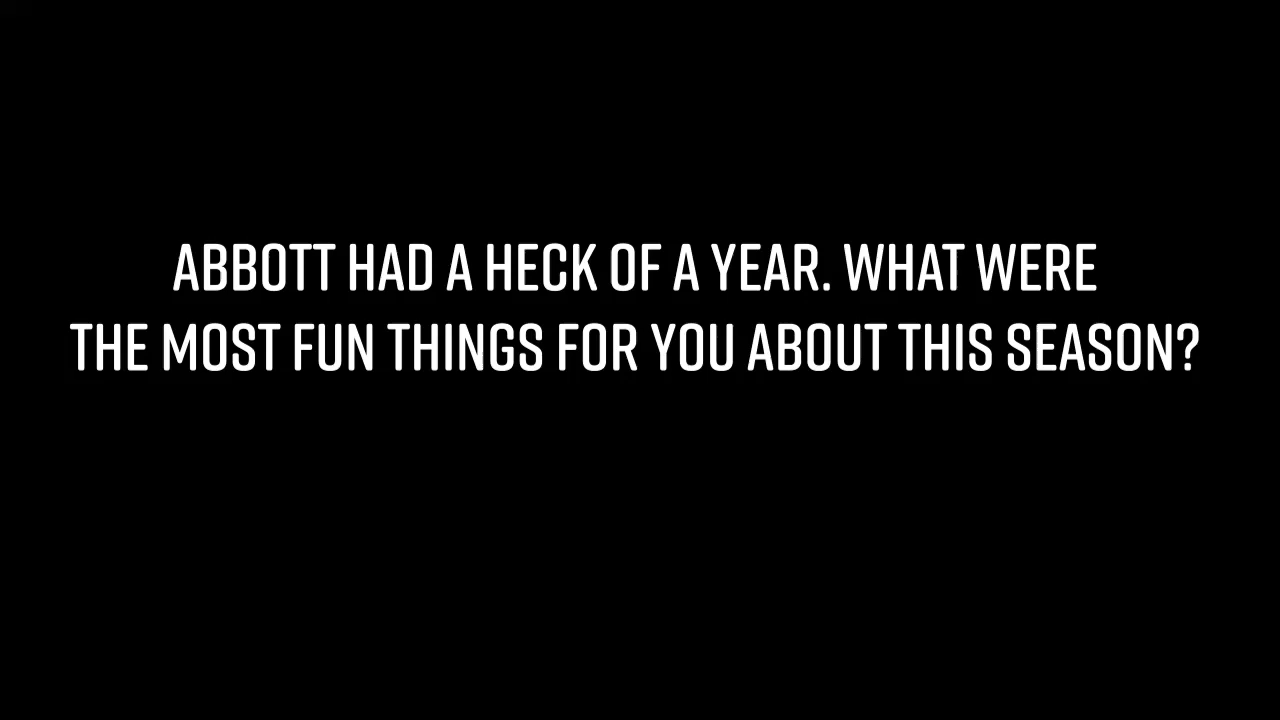 ABBOTT HAD A HECK OF A YEAR. WHAT WERE
THE MOST FUN THINGS FOR YOU ABOUT THIS SEASON?